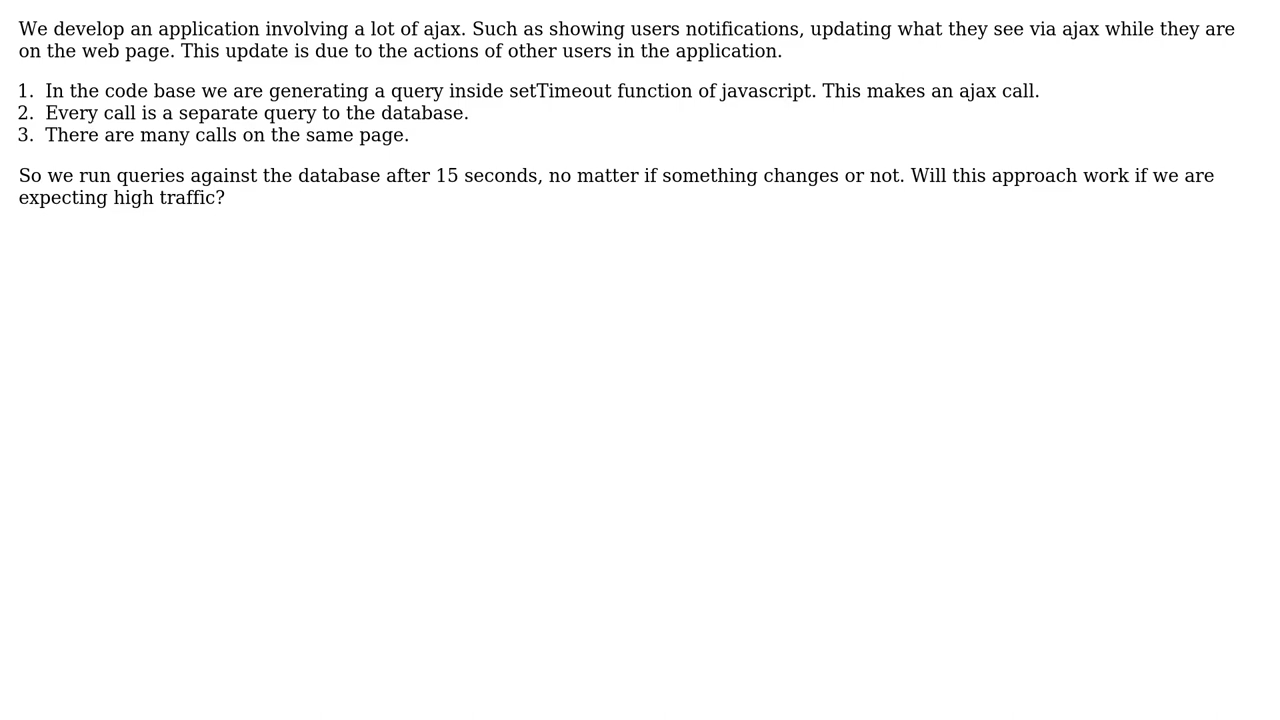 We develop an application involving a lot of ajax. Such as showing users notifications, updating what they see via ajax while they are
on the web page. This update is due to the actions of other users in the application.
1. In the code base we are generating a query inside setTimeout function of javascript. This makes an ajax call.
2. Every call is a separate query to the database.
3. There are many calls on the same page.
So we run queries against the database after 15 seconds, no matter if something changes or not. Will this approach work if we are
expecting high traffic?